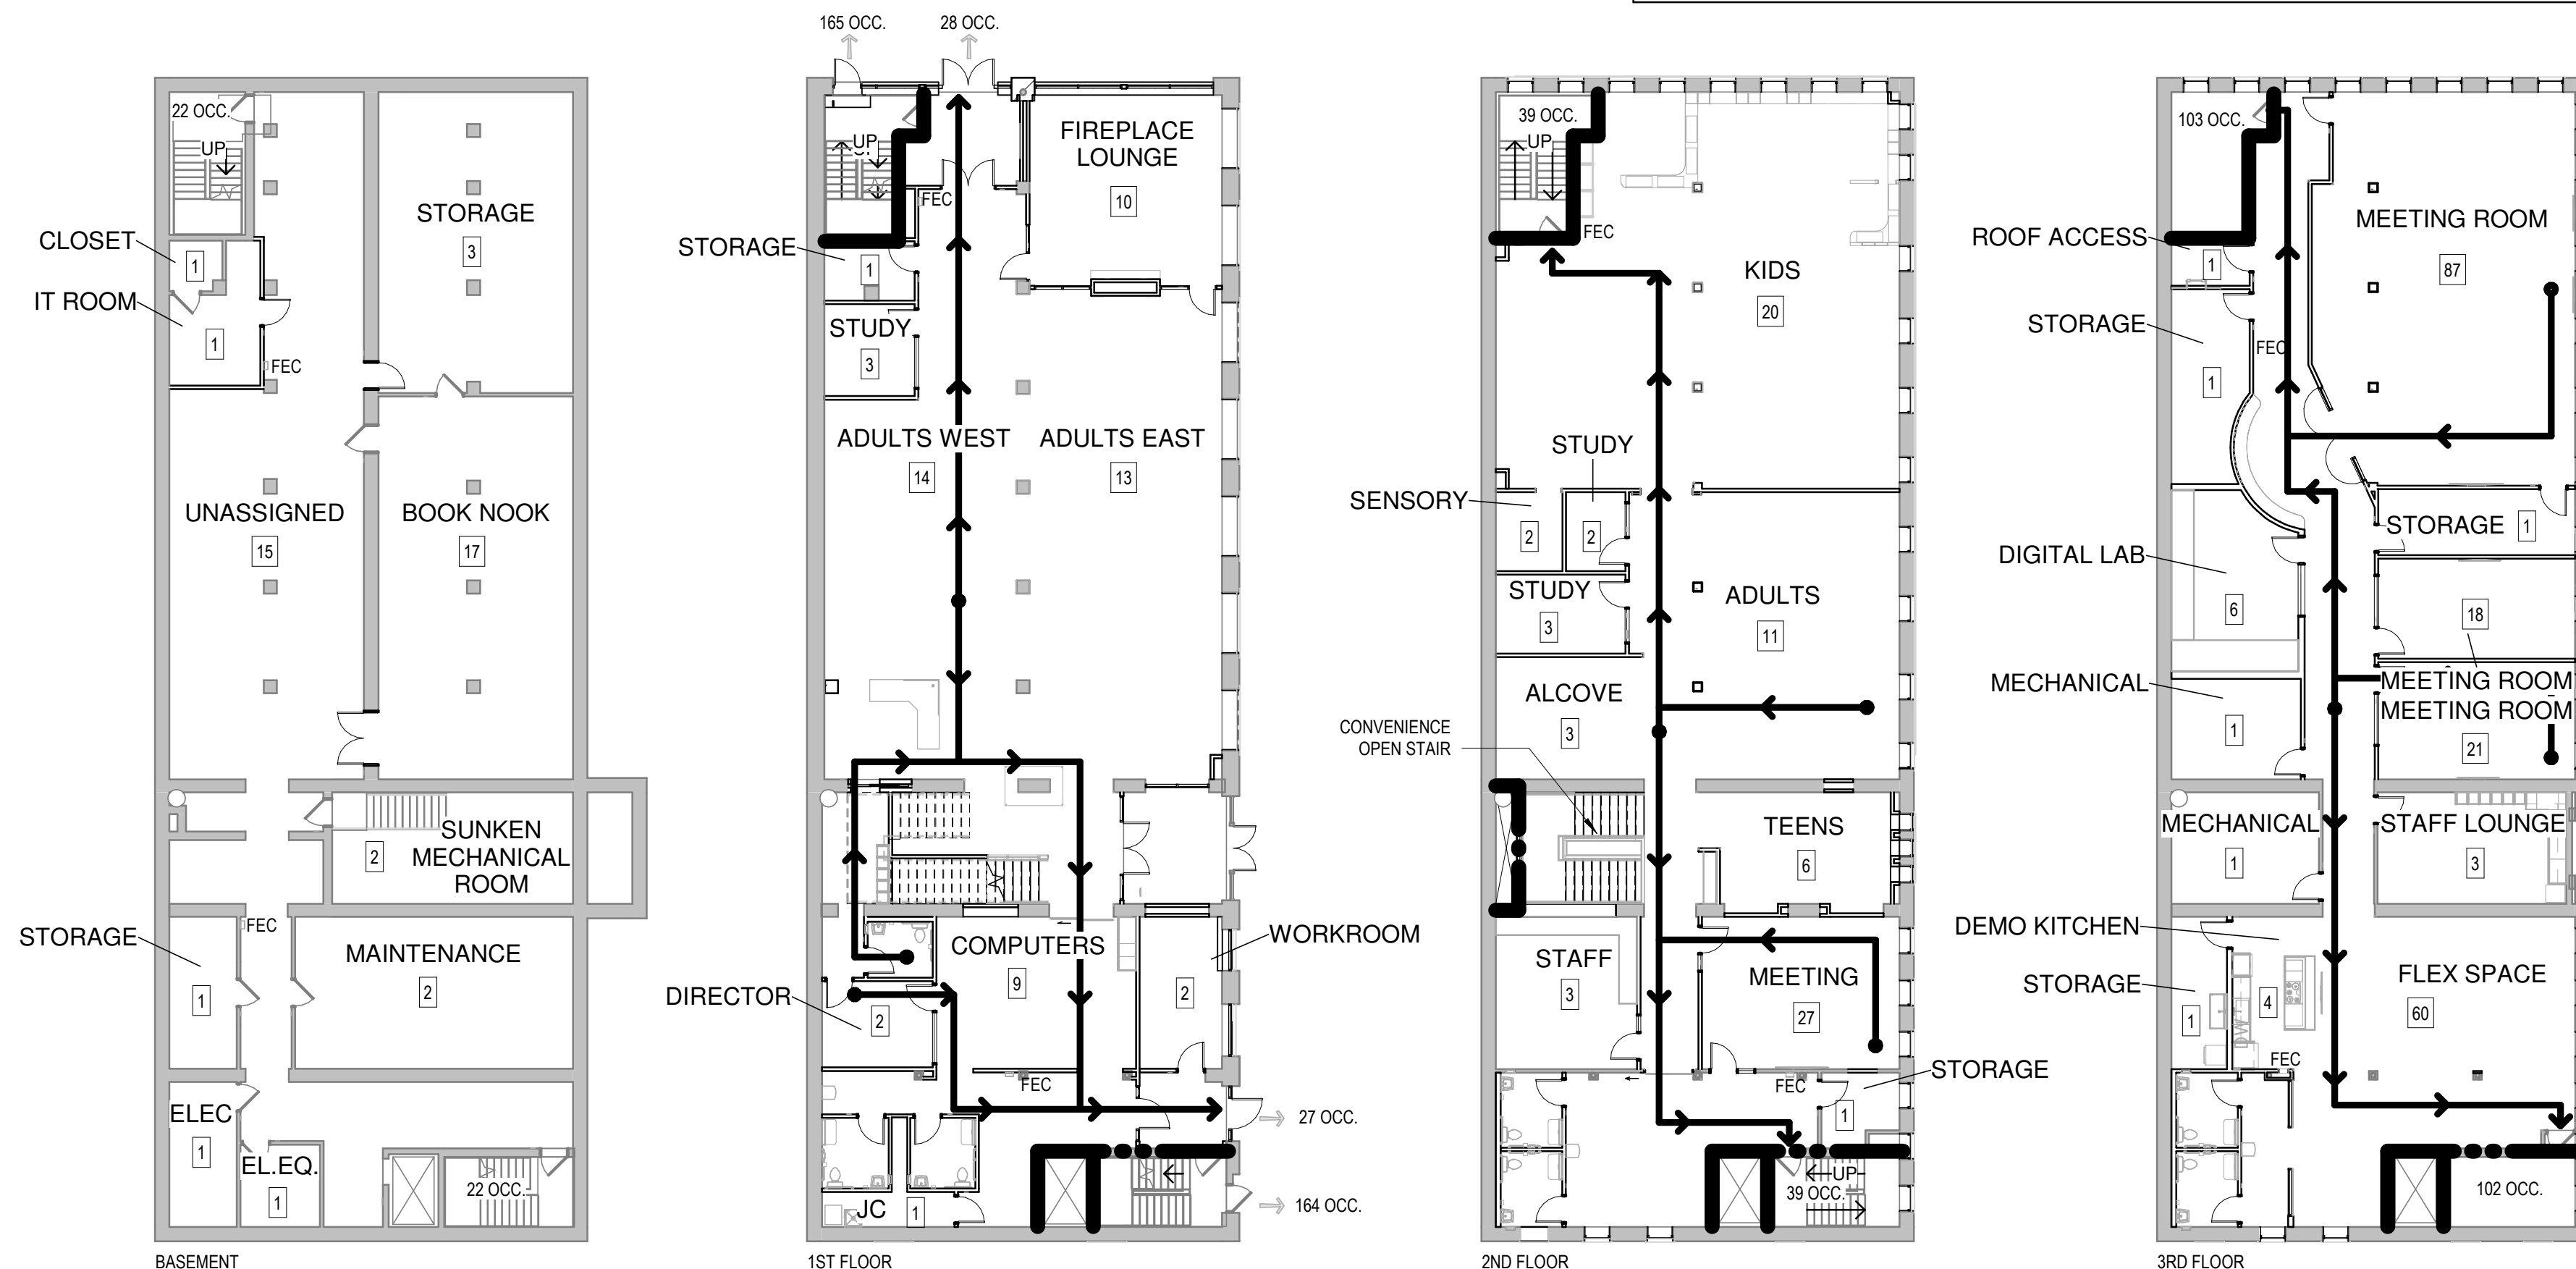 22 OCC.
UP
CLOSET
1
IT ROOM
1
FEC
STORAGE
3
UNASSIGNED
15
BOOK NOOK
17
SUNKEN
MECHANICAL
ROOM
2
FEC
STORAGE
1
MAINTENANCE
2
ELEC
1
EL.EQ.
1
22 OCC.
BASEMENT
165 OCC.
28 OCC.
UP
FEC
FIREPLACE
LOUNGE
10
STORAGE
1
STUDY
3
ADULTS WEST
14
ADULTS EAST
13
COMPUTERS
9
WORKROOM
2
DIRECTOR
2
FEC
27 OCC.
JC
1
164 OCC.
1ST FLOOR
39 OCC.
UP
FEC
KIDS
20
STUDY
2
SENSORY
2
STUDY
3
ADULTS
11
ALCOVE
3
CONVENIENCE
OPEN STAIR
TEENS
6
STAFF
3
MEETING
27
STORAGE
1
FEC
UP
39 OCC.
2ND FLOOR
103 OCC.
MEETING ROOM
87
ROOF ACCESS
1
STORAGE
1
FEC
STORAGE
1
DIGITAL LAB
6
18
MEETING ROOM
MEETING ROOM
21
MECHANICAL
1
MECHANICAL
1
STAFF LOUNGE
3
DEMO KITCHEN
4
STORAGE
1
FLEX SPACE
60
FEC
102 OCC.
3RD FLOOR